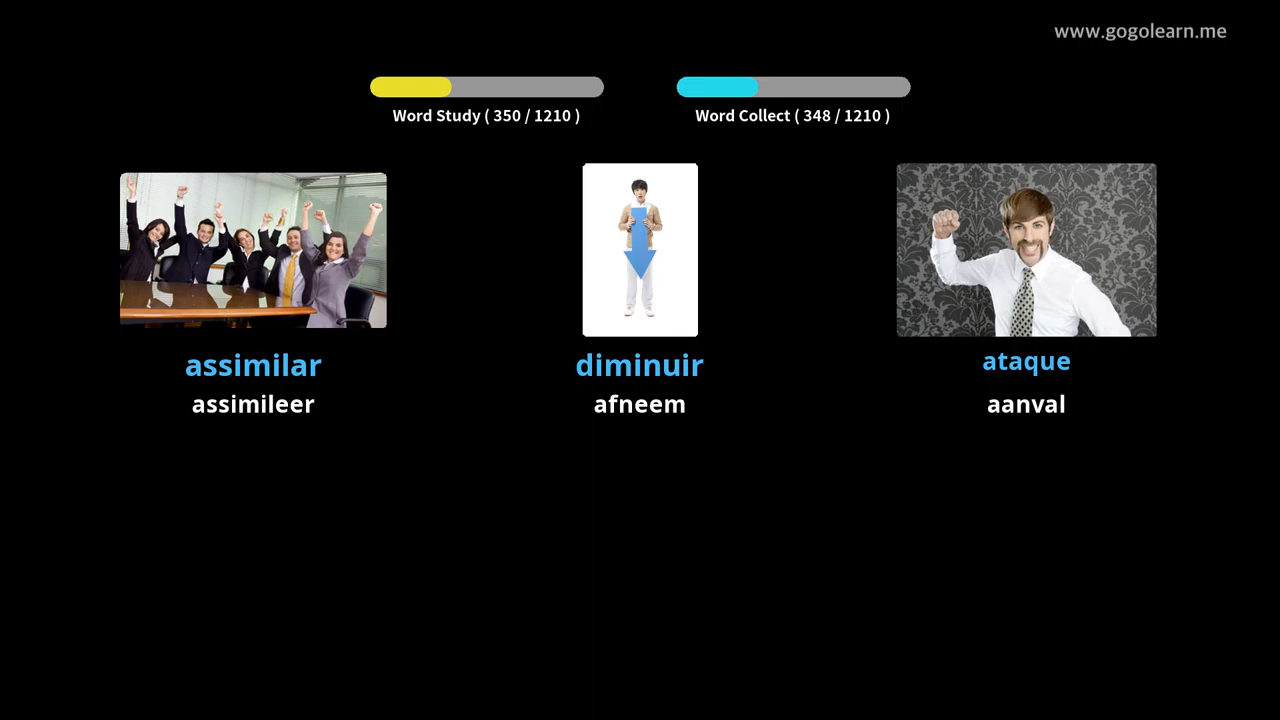 www.gogolearn.me
Word Study ( 350 / 1210 )
Word Collect ( 348 / 1210 )
assimilar
assimileer
diminuir
afneem
ataque
aanval